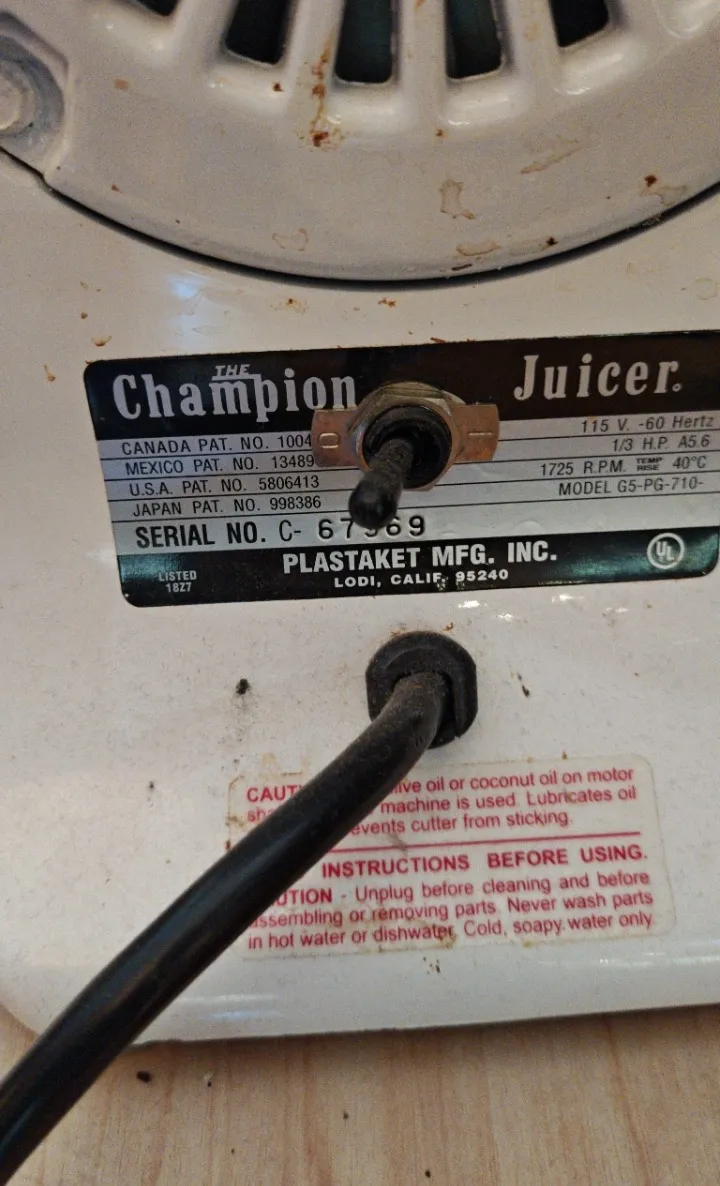 THE
Champion Juicer
CANADA PAT. NO. 1004
MEXICO PAT. NO. 13489
U.S.A. PAT. NO. 5806413
JAPAN PAT. NO. 998386
SERIAL NO. C- 67 69
115 V. -60 Hertz
1/3 H.P. A5.6
1725 R.P.M. TEMP RISE 40°C
MODEL G5-PG-710-
O I
PLASTAKET MFG. INC.
LODI, CALIF. 95240
LISTED
18Z7
UL
oil or coconut oil on motor
machine is used. Lubricates oil
cutter from sticking.
INSTRUCTIONS BEFORE USING.
- Unplug before cleaning and before
or removing parts. Never wash parts
in hot water or dishwater. Cold, soapy water only.